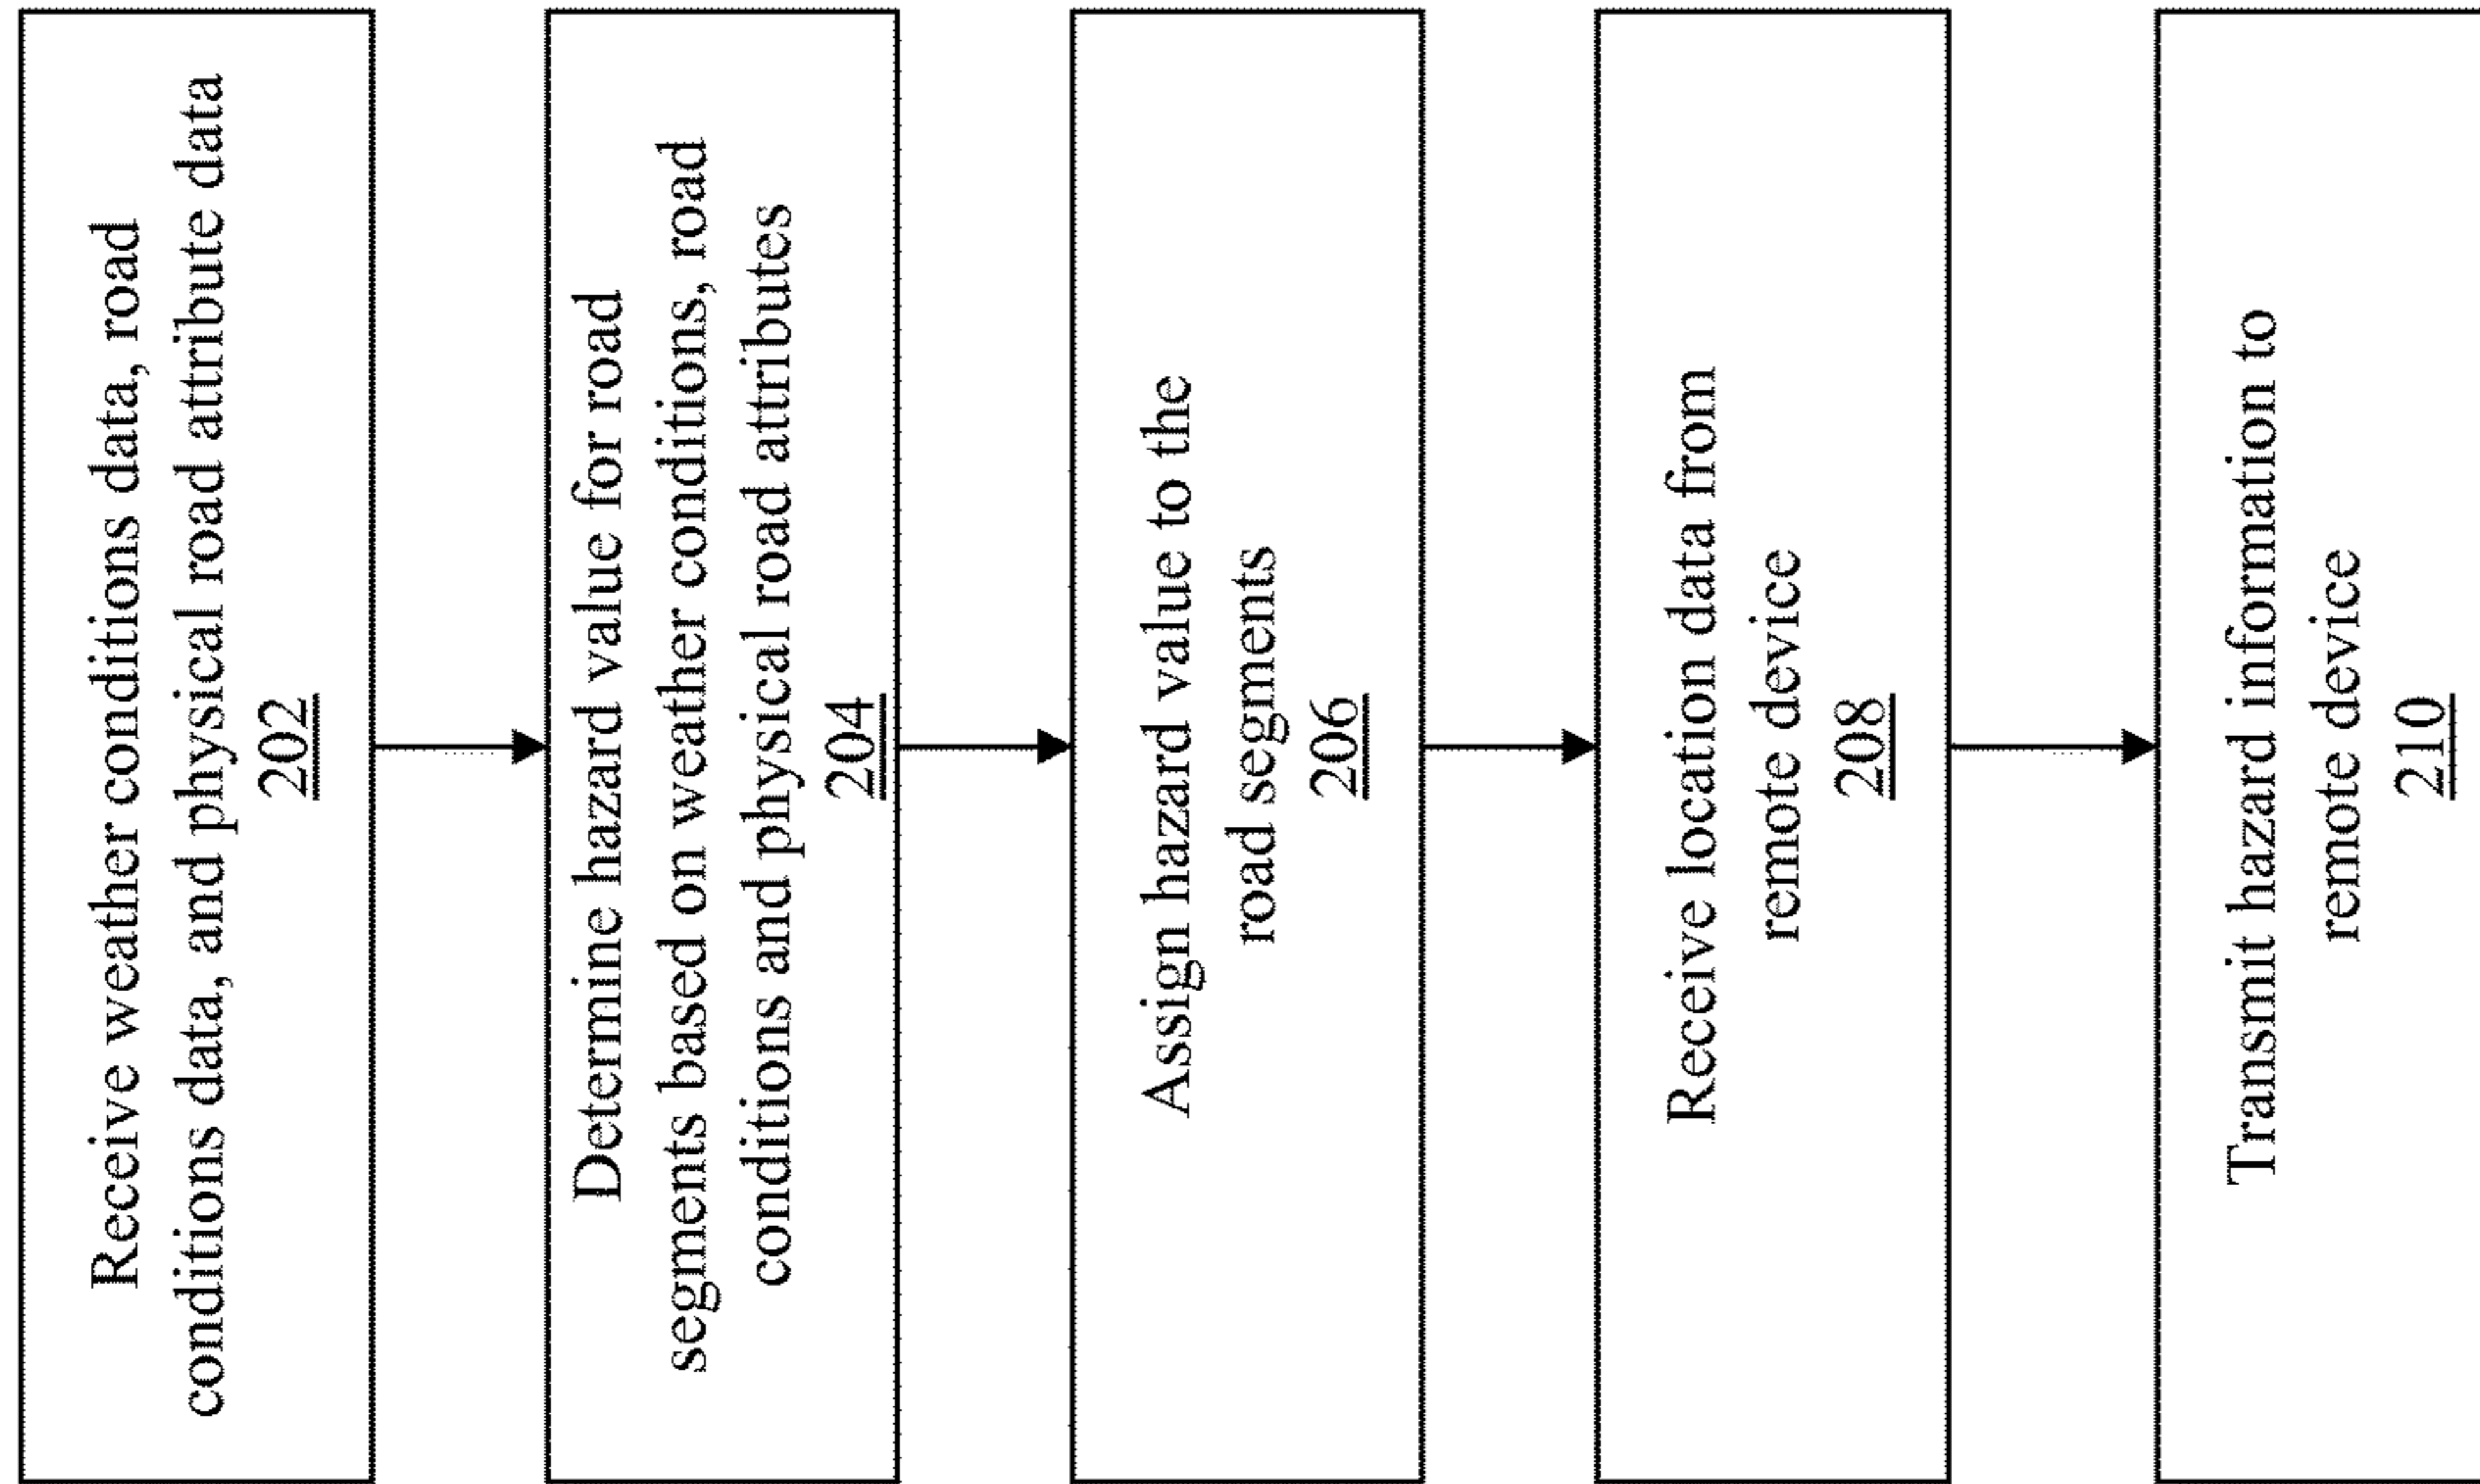 Receive weather conditions data, road
conditions data, and physical road attribute data
202
Determine hazard value for road
segments based on weather conditions, road
conditions and physical road attributes
204
Assign hazard value to the
road segments
206
Receive location data from
remote device
208
Transmit hazard information to
remote device
210